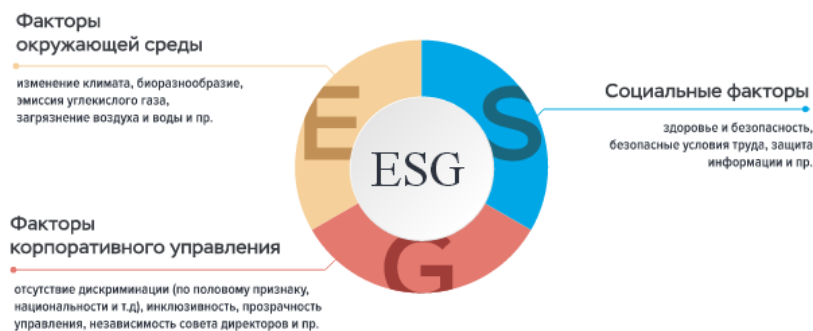 Факторы
окружающей среды
изменение климата, биоразнообразие,
эмиссия углекислого газа,
загрязнение воздуха и воды и пр.
E
S
G
ESG
Социальные факторы
здоровье и безопасность,
безопасные условия труда, защита
информации и пр.
Факторы
корпоративного управления
отсутствие дискриминации (по половому признаку,
национальности и т.д), инклюзивность, прозрачность
управления, независимость совета директоров и пр.